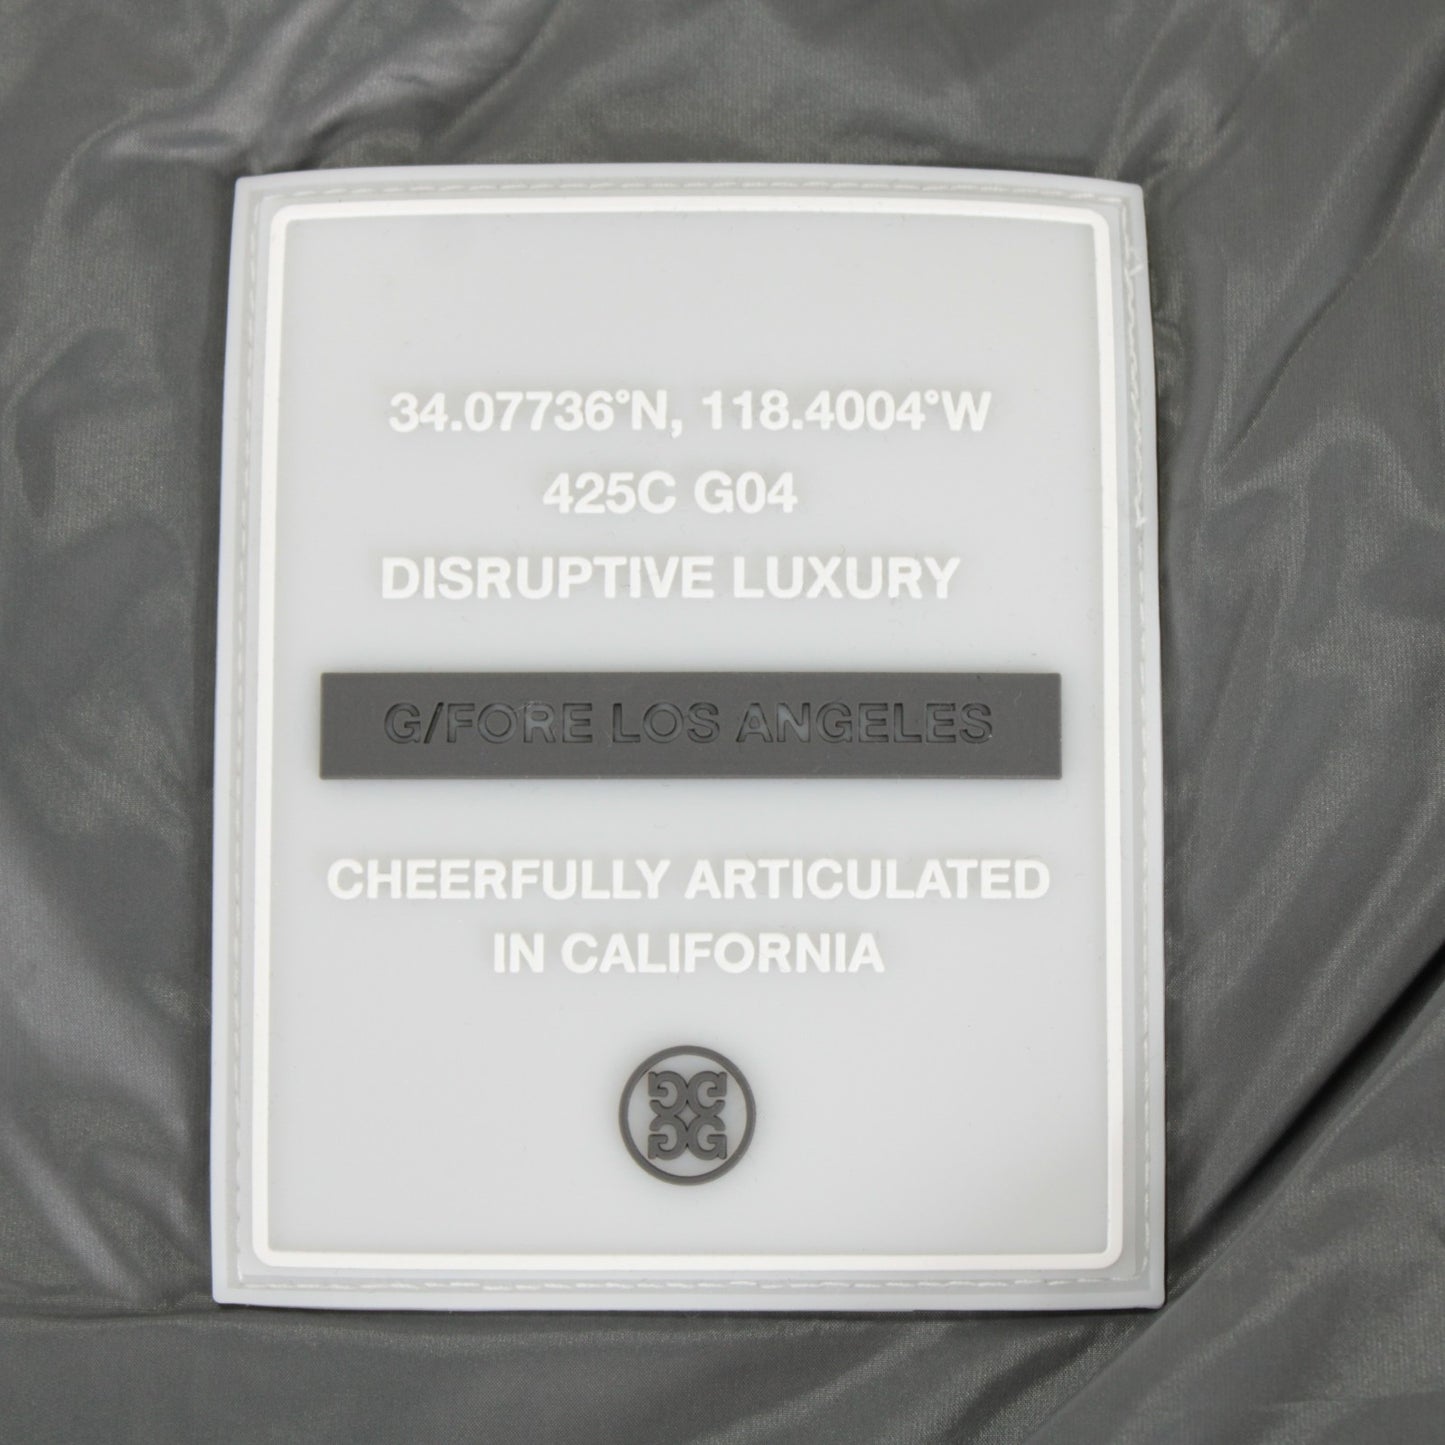 34.07736°N, 118.4004°W
425C G04
DISRUPTIVE LUXURY
G/FORE LOS ANGELES
CHEERFULLY ARTICULATED
IN CALIFORNIA